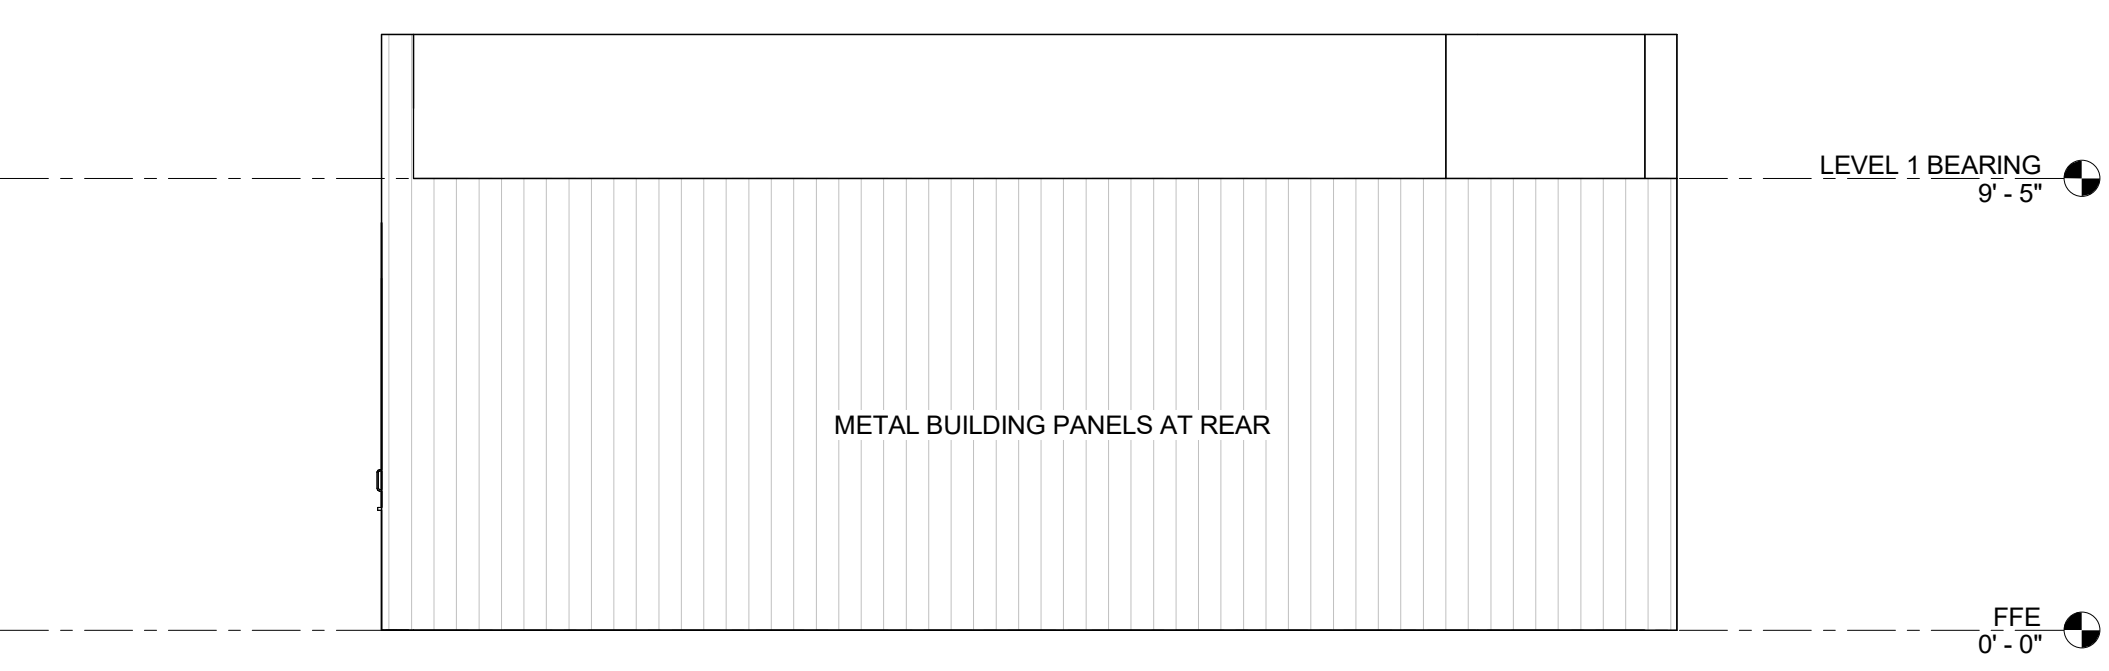 LEVEL 1 BEARING
9' - 5"
METAL BUILDING PANELS AT REAR
FFE
0' - 0"